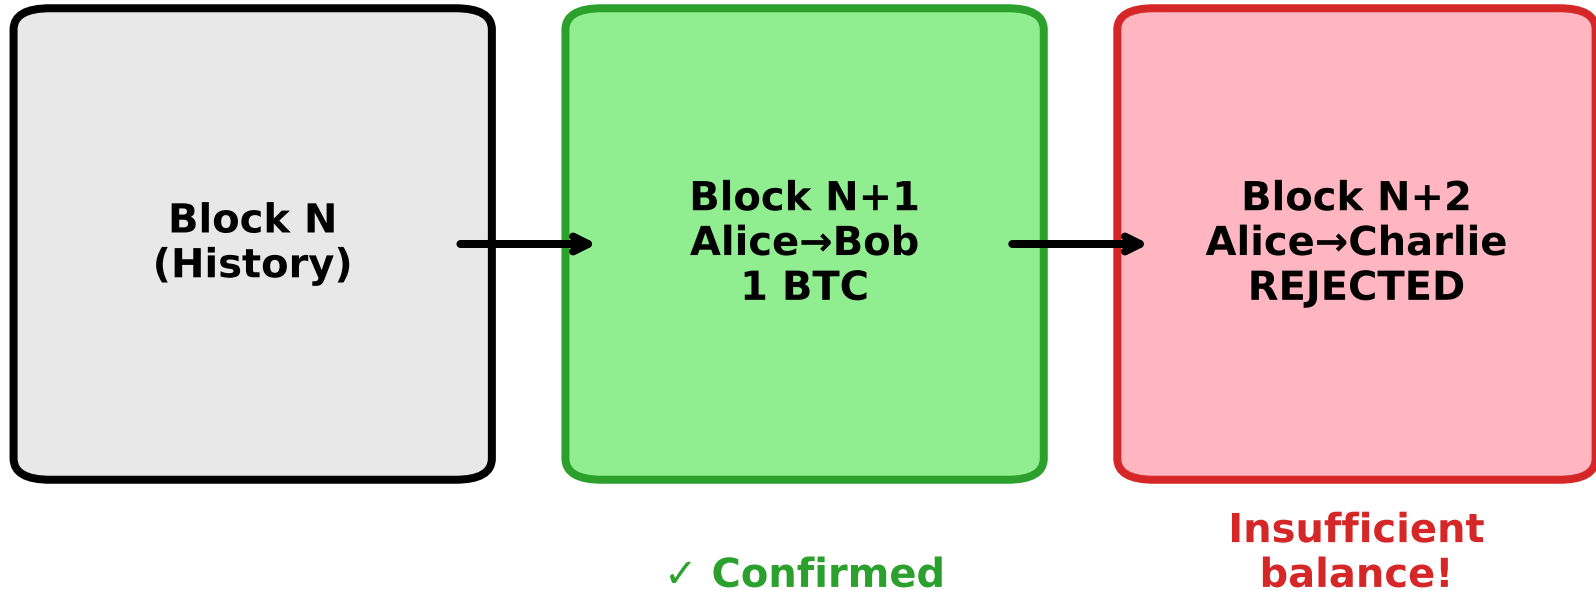 Block N
(History)
Block N+1
Alice→Bob
1 BTC
Block N+2
Alice→Charlie
REJECTED
✓ Confirmed
Insufficient
balance!